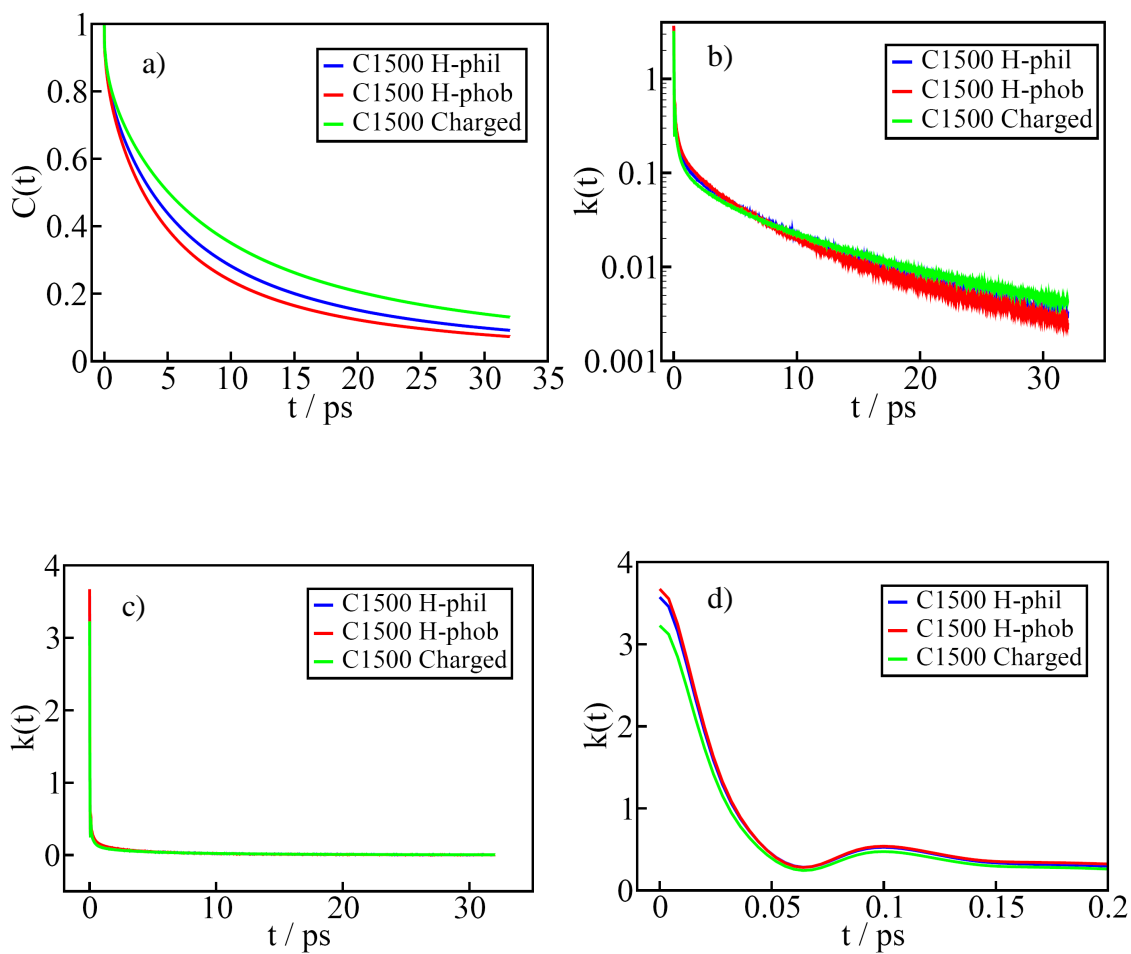 a)
C1500 H-phil
C1500 H-phob
C1500 Charged
1
0.8
0.6
0.4
0.2
0
C(t)
0 5 10 15 20 25 30 35
t / ps
b)
C1500 H-phil
C1500 H-phob
C1500 Charged
1
0.1
0.01
0.001
k(t)
0 10 20 30
t / ps
c)
C1500 H-phil
C1500 H-phob
C1500 Charged
4
3
2
1
0
k(t)
0 10 20 30
t / ps
d)
C1500 H-phil
C1500 H-phob
C1500 Charged
4
3
2
1
0
k(t)
0 0.05 0.1 0.15 0.2
t / ps